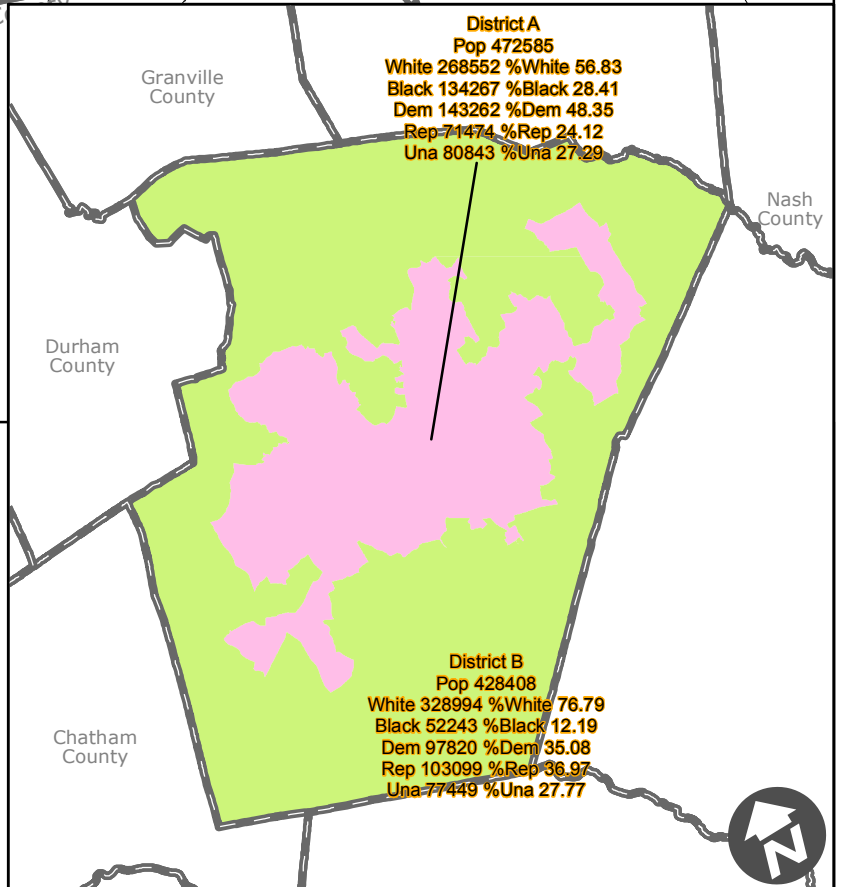 District A
Pop 472585
White 268552 %White 56.83
Black 134267 %Black 28.41
Dem 143262 %Dem 48.35
Rep 71474 %Rep 24.12
Una 80843 %Una 27.29
Granville
County
Nash
County
Durham
County
District B
Pop 428408
White 328994 %White 76.79
Black 52243 %Black 12.19
Dem 97820 %Dem 35.08
Rep 103099 %Rep 36.97
Una 77449 %Una 27.77
Chatham
County
N